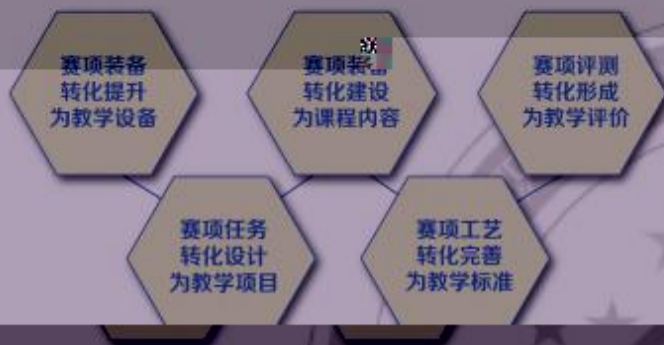 赛项装备
转化提升
为教学设备
赛项装备
转化建设
为课程内容
赛项评测
转化形成
为教学评价
赛项任务
转化设计
为教学项目
赛项工艺
转化完善
为教学标准